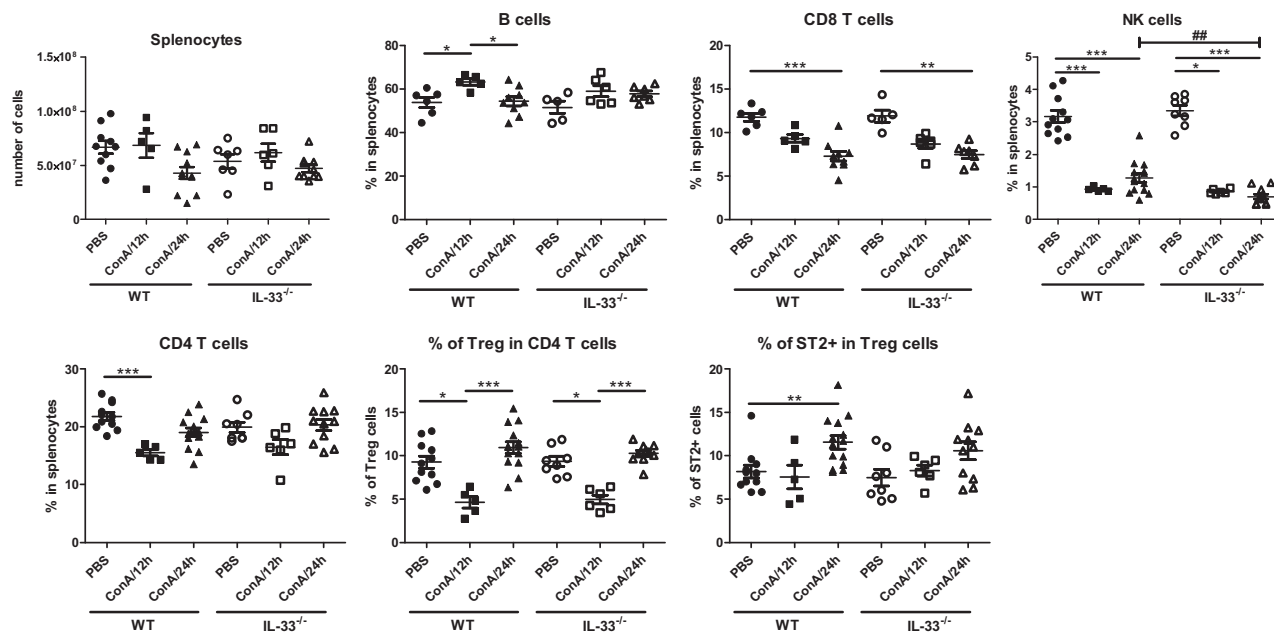 Splenocytes
number of cells
1.5×10⁸
1.0×10⁸
5.0×10⁷
0
PBS
ConA/12h
ConA/24h
PBS
ConA/12h
ConA/24h
WT
IL-33⁻/⁻
B cells
% in splenocytes
80
60
40
20
0
* *
PBS
ConA/12h
ConA/24h
PBS
ConA/12h
ConA/24h
WT
IL-33⁻/⁻
CD8 T cells
% in splenocytes
20
15
10
5
0
*** **
PBS
ConA/12h
ConA/24h
PBS
ConA/12h
ConA/24h
WT
IL-33⁻/⁻
NK cells
% in splenocytes
5
4
3
2
1
0
##
*** ***
*** *
PBS
ConA/12h
ConA/24h
PBS
ConA/12h
ConA/24h
WT
IL-33⁻/⁻
CD4 T cells
% in splenocytes
30
20
10
0
***
PBS
ConA/12h
ConA/24h
PBS
ConA/12h
ConA/24h
WT
IL-33⁻/⁻
% of Treg in CD4 T cells
% of Treg cells
20
15
10
5
0
* *** * ***
PBS
ConA/12h
ConA/24h
PBS
ConA/12h
ConA/24h
WT
IL-33⁻/⁻
% of ST2+ in Treg cells
% of ST2+ cells
20
15
10
5
0
**
PBS
ConA/12h
ConA/24h
PBS
ConA/12h
ConA/24h
WT
IL-33⁻/⁻